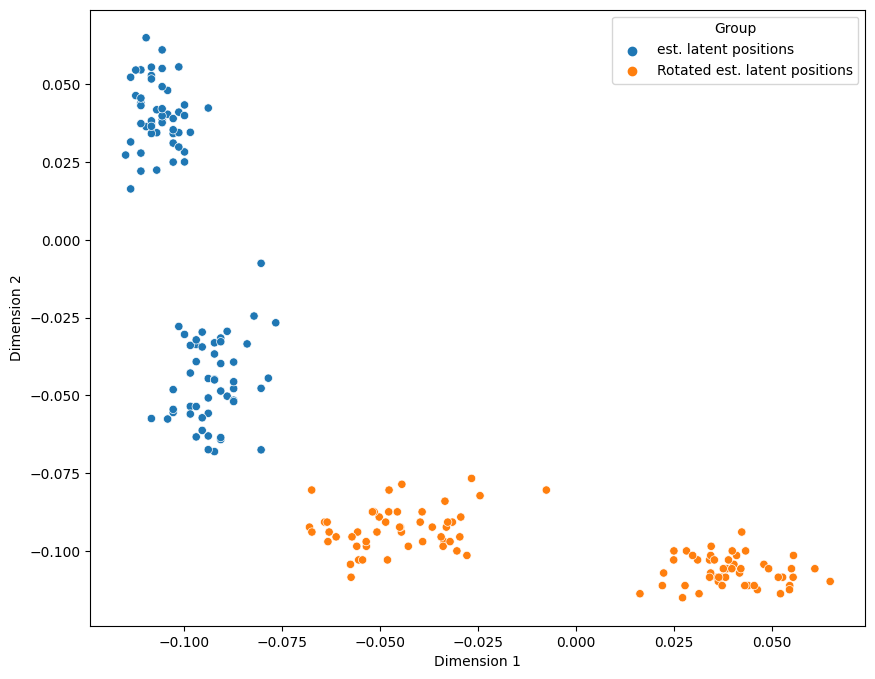 Group
est. latent positions
Rotated est. latent positions
0.050
0.025
0.000
−0.025
−0.050
−0.075
−0.100
Dimension 2
−0.100 −0.075 −0.050 −0.025 0.000 0.025 0.050
Dimension 1